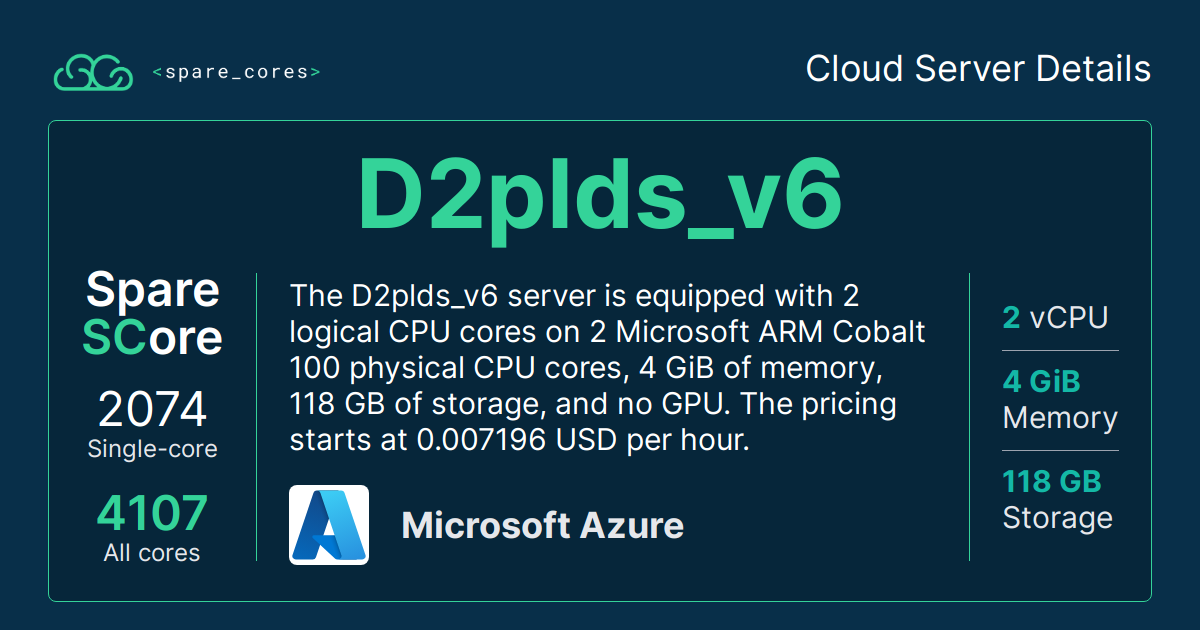 <spare_cores>
Cloud Server Details
D2plds_v6
Spare
SCore
2074
Single-core
4107
All cores
The D2plds_v6 server is equipped with 2
logical CPU cores on 2 Microsoft ARM Cobalt
100 physical CPU cores, 4 GiB of memory,
118 GB of storage, and no GPU. The pricing
starts at 0.007196 USD per hour.
Microsoft Azure
2 vCPU
4 GiB
Memory
118 GB
Storage